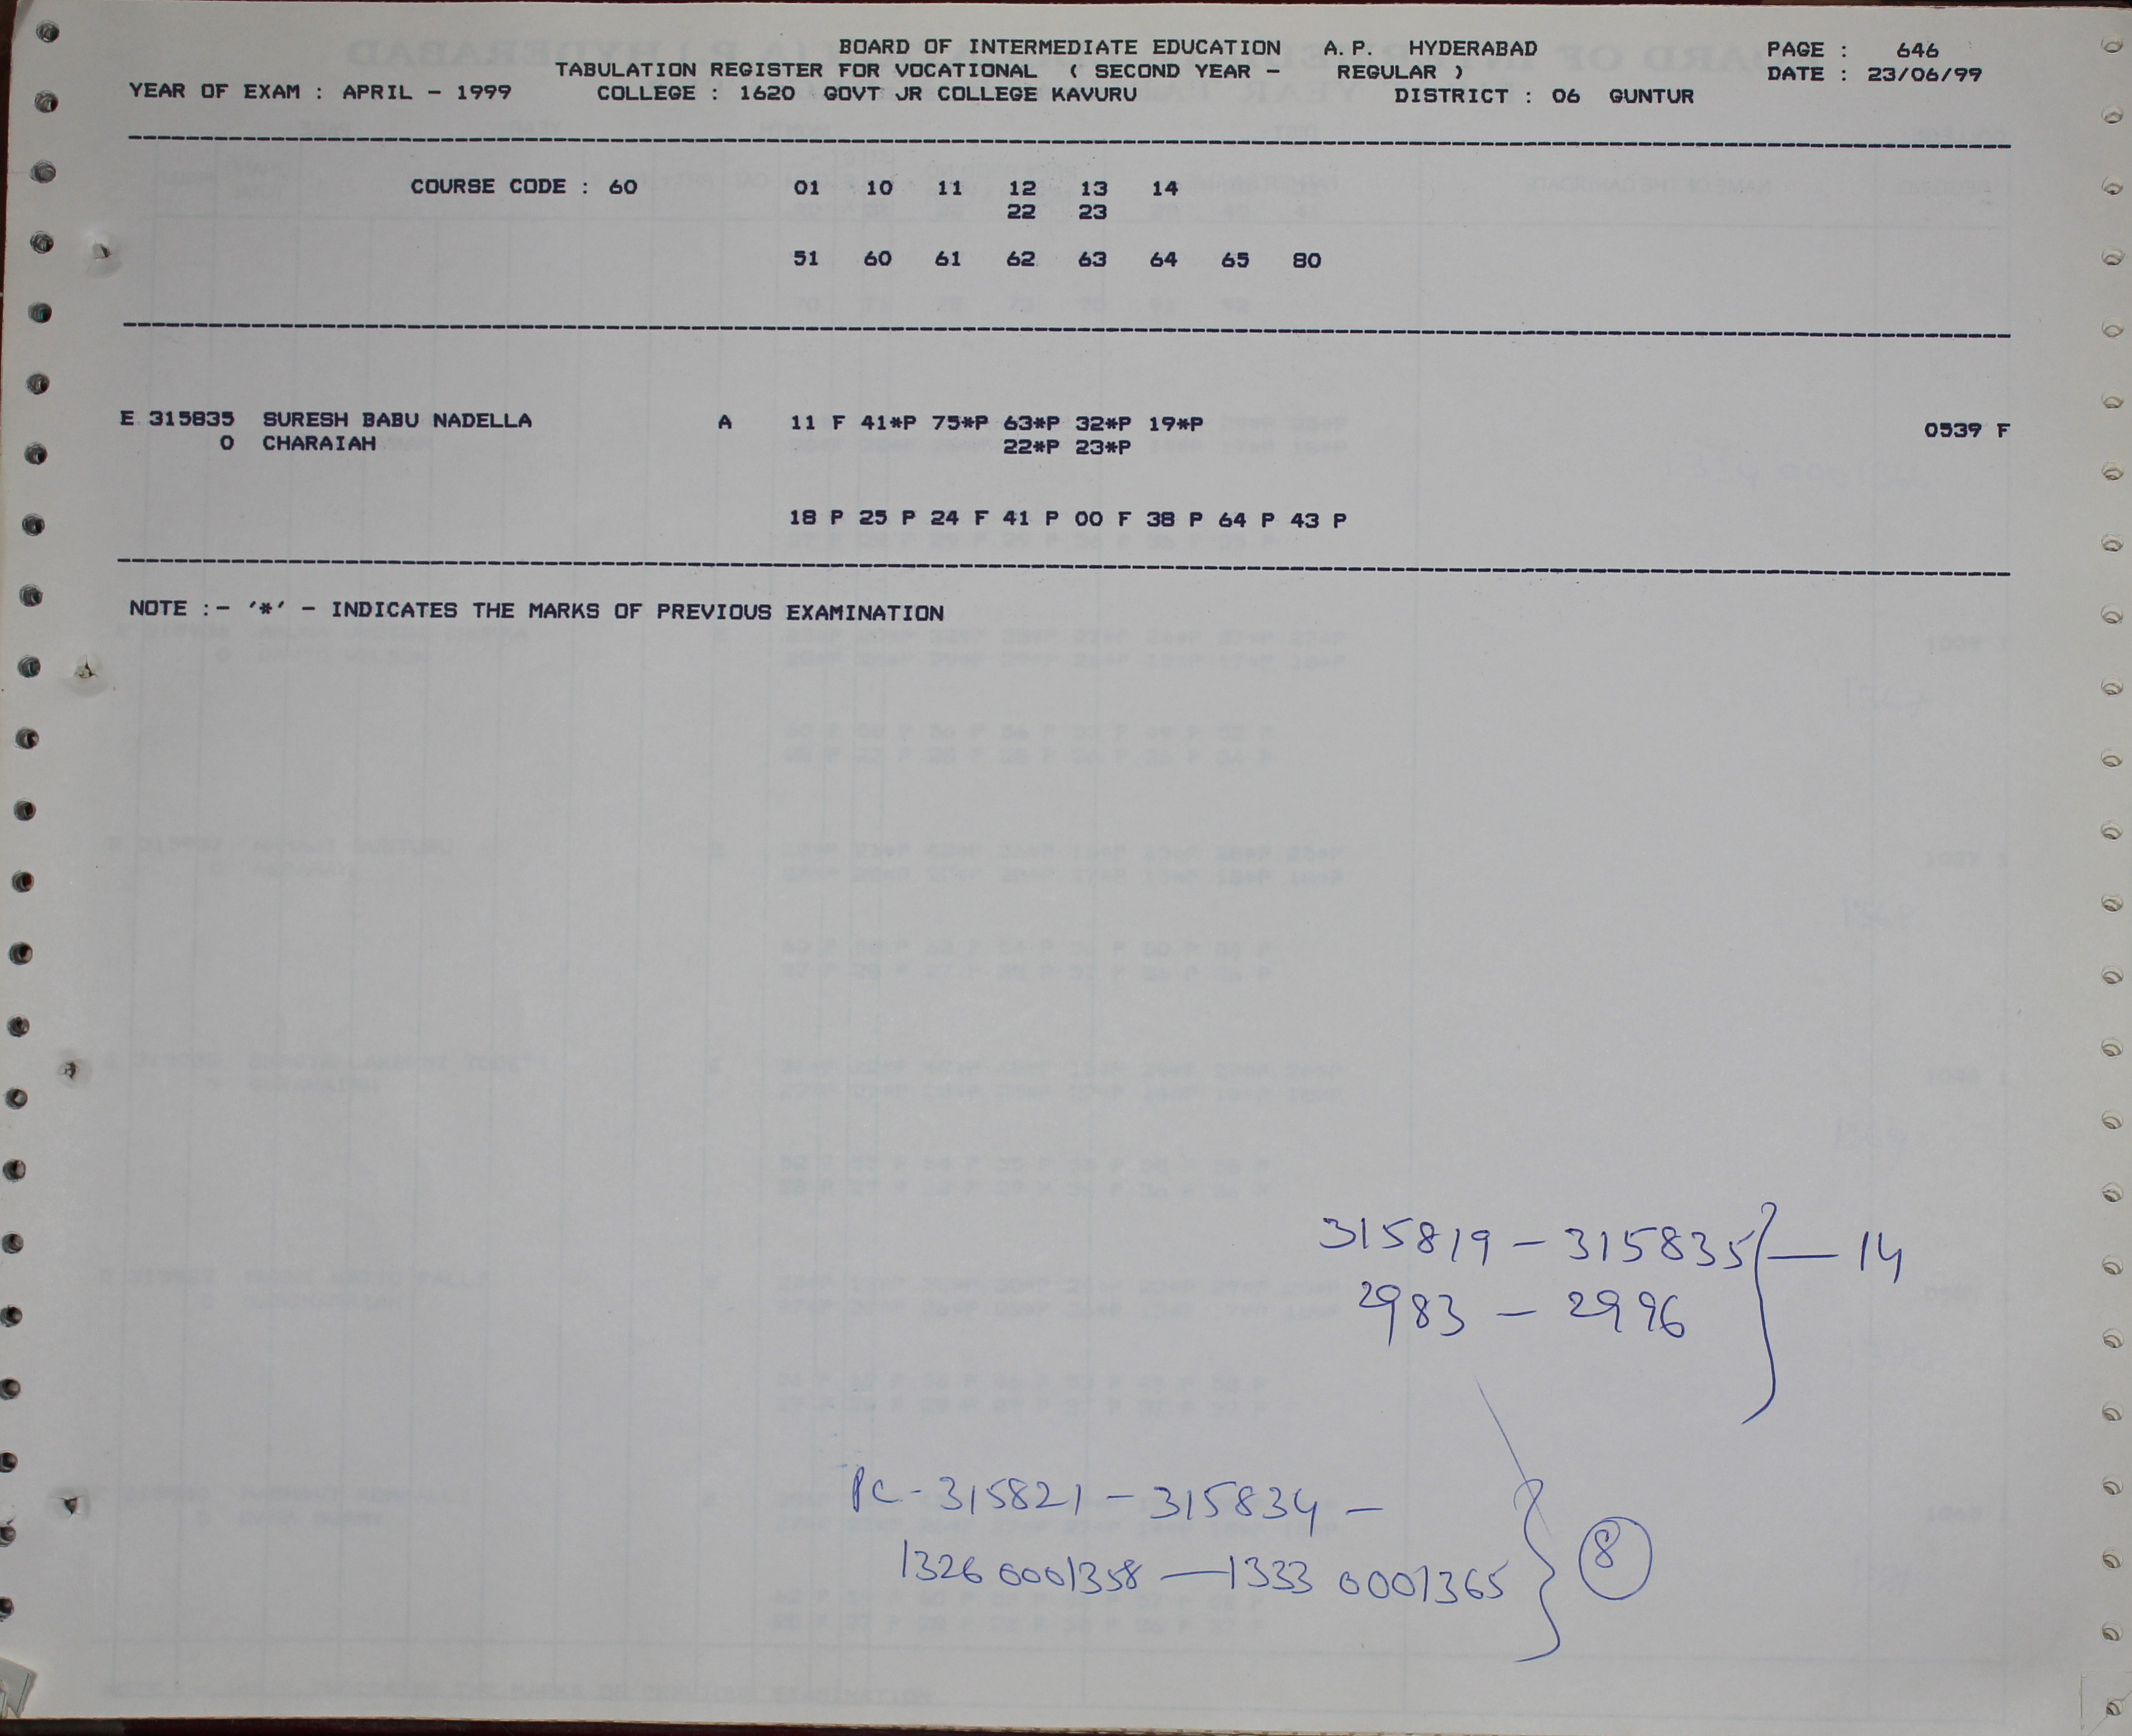 BOARD OF INTERMEDIATE EDUCATION A.P. HYDERABAD PAGE : 646
TABULATION REGISTER FOR VOCATIONAL ( SECOND YEAR - REGULAR ) DATE : 23/06/99
YEAR OF EXAM : APRIL - 1999 COLLEGE : 1620 GOVT JR COLLEGE KAVURU DISTRICT : 06 GUNTUR
COURSE CODE : 60 01 10 11 12 13 14
22 23
51 60 61 62 63 64 65 80
E 315835 SURESH BABU NADELLA A 11 F 41*P 75*P 63*P 32*P 19*P 0539 F
0 CHARAIAH 22*P 23*P
18 P 25 P 24 F 41 P 00 F 38 P 64 P 43 P
NOTE :- '*' - INDICATES THE MARKS OF PREVIOUS EXAMINATION
315819 - 315835 } — 14
2983 - 2996
PC - 315821 - 315834 -
1326 0001358 — 1333 0001365 } 8